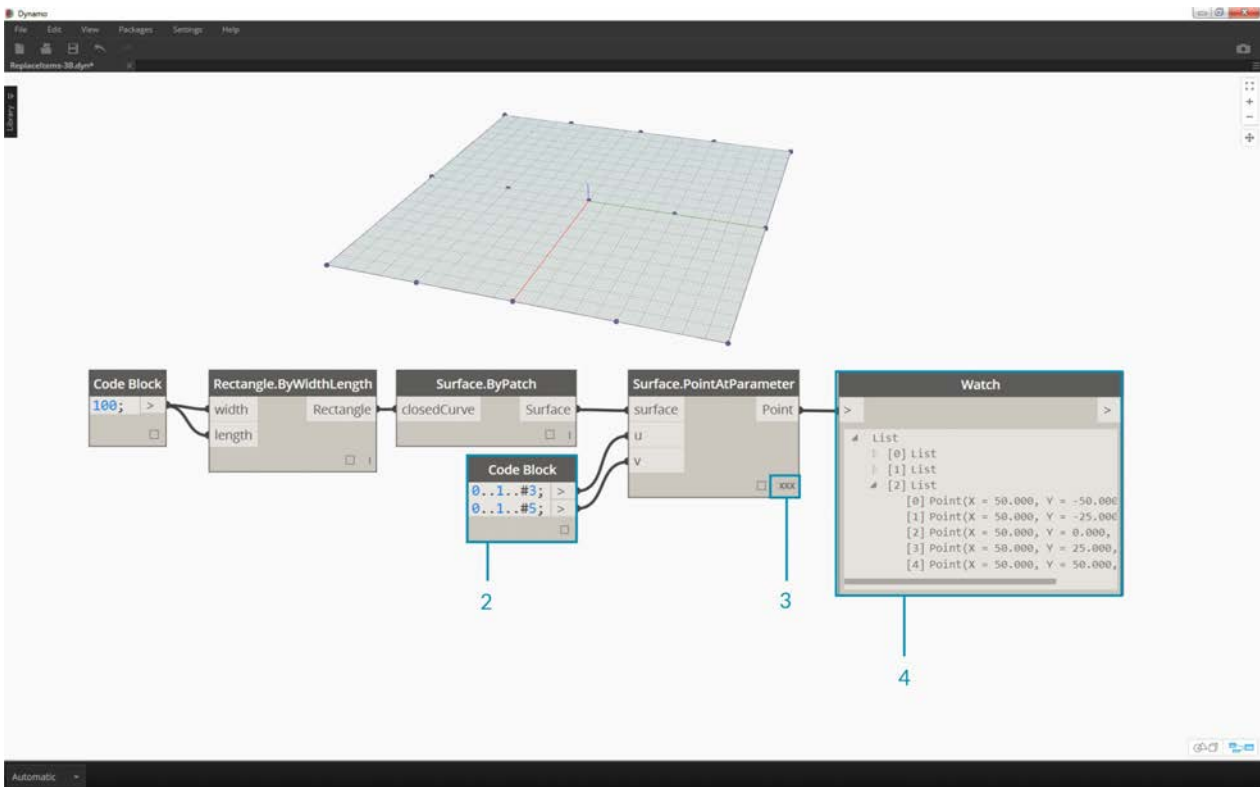 Dynamo
File Edit View Packages Settings Help
ReplaceItems-3B.dyn*
Library
Code Block
100; >
Rectangle.ByWidthLength
width Rectangle
length
Surface.ByPatch
closedCurve Surface
Code Block
0..1..#3; >
0..1..#5; >
Surface.PointAtParameter
surface Point
u
v
xxx
Watch
> >
List
[0] List
[1] List
[2] List
[0] Point(X = 50.000, Y = -50.000
[1] Point(X = 50.000, Y = -25.000
[2] Point(X = 50.000, Y = 0.000,
[3] Point(X = 50.000, Y = 25.000,
[4] Point(X = 50.000, Y = 50.000,
2
3
4
Automatic